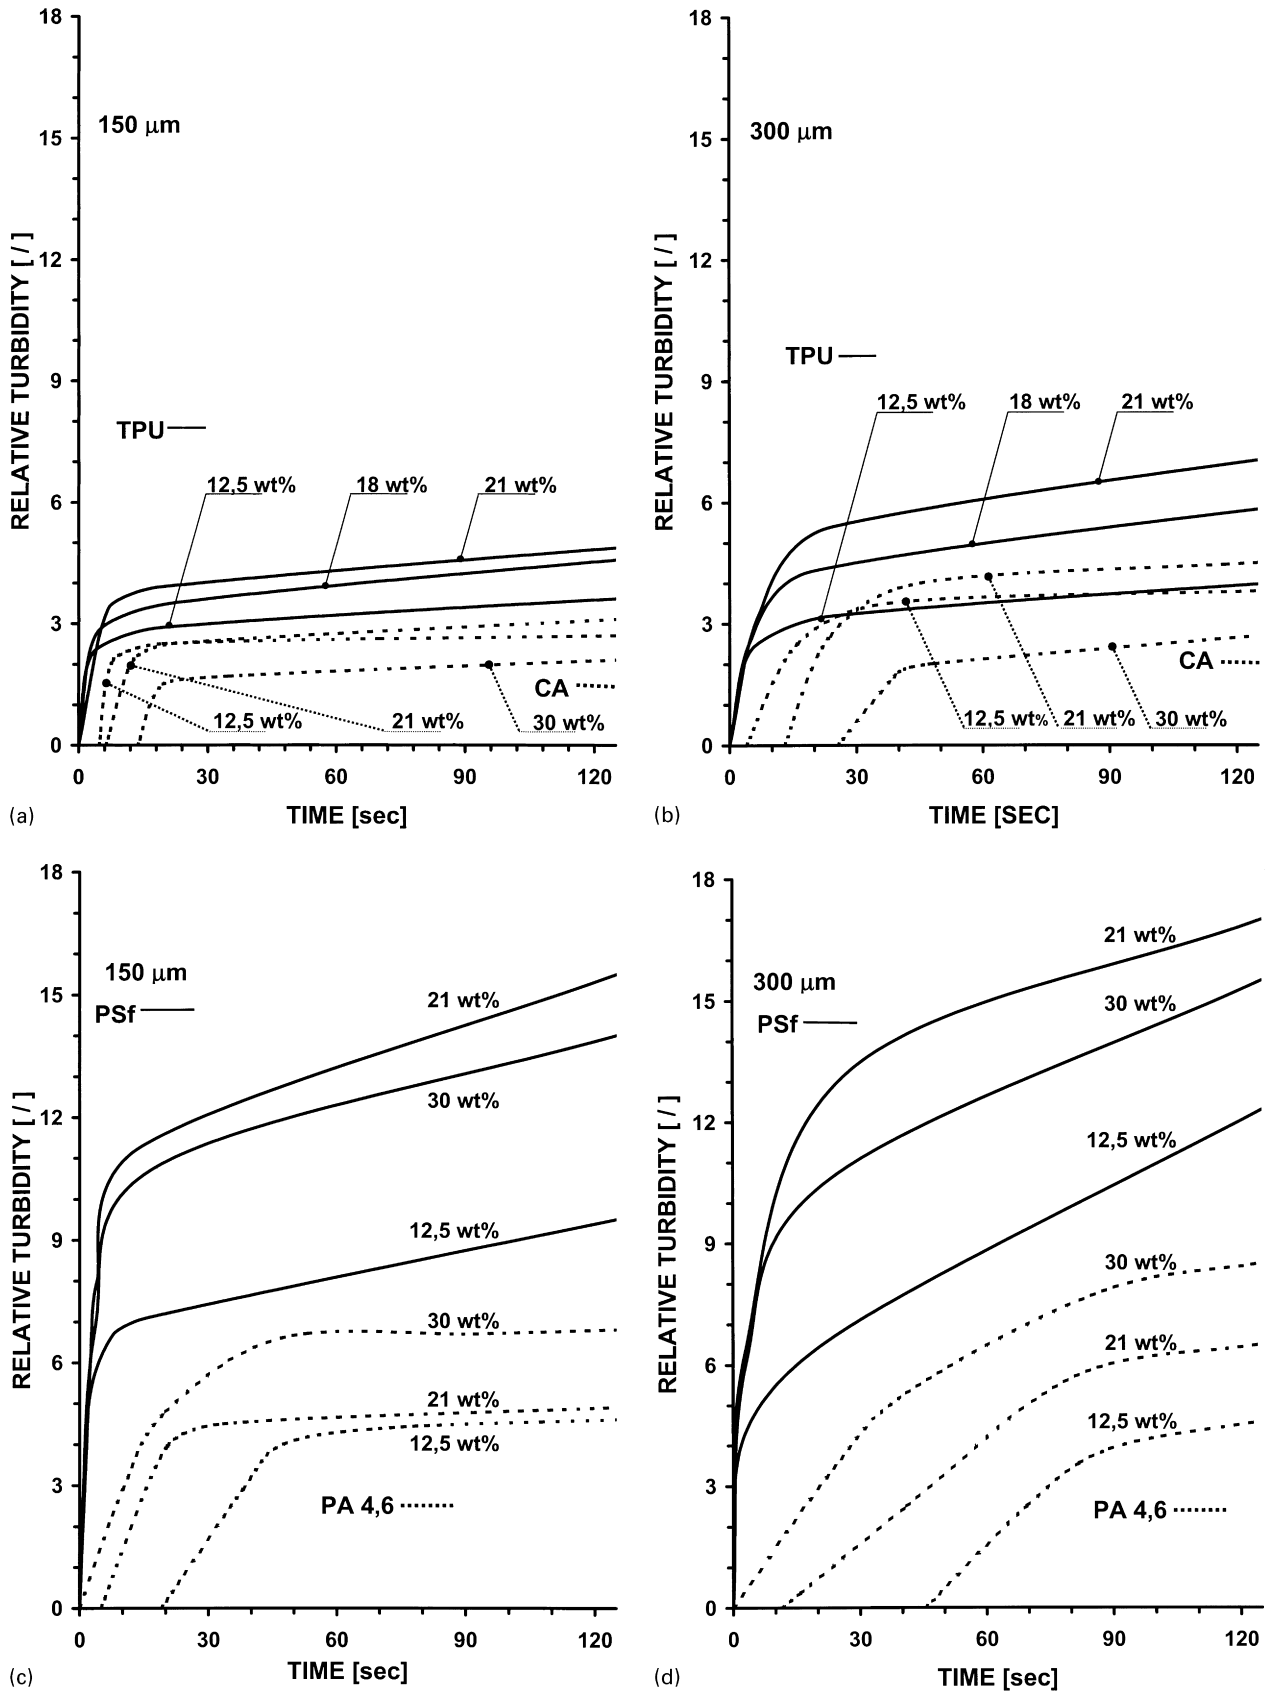 18
150 μm
15
12
9
TPU
12,5 wt%
18 wt%
21 wt%
6
3
CA
12,5 wt%
21 wt%
30 wt%
0
0
30
60
90
120
RELATIVE TURBIDITY [ / ]
TIME [sec]
(a)
18
300 μm
15
12
TPU
9
12,5 wt%
18 wt%
21 wt%
6
3
CA
12,5 wt%
21 wt%
30 wt%
0
0
30
60
90
120
RELATIVE TURBIDITY [ / ]
TIME [SEC]
(b)
18
150 μm
PSf
15
21 wt%
12
30 wt%
9
12,5 wt%
30 wt%
6
21 wt%
12,5 wt%
3
PA 4,6
0
0
30
60
90
120
RELATIVE TURBIDITY [ / ]
TIME [sec]
(c)
18
21 wt%
300 μm
PSf
15
30 wt%
12
12,5 wt%
9
30 wt%
6
21 wt%
12,5 wt%
3
PA 4,6
0
0
30
60
90
120
RELATIVE TURBIDITY [ / ]
TIME [sec]
(d)